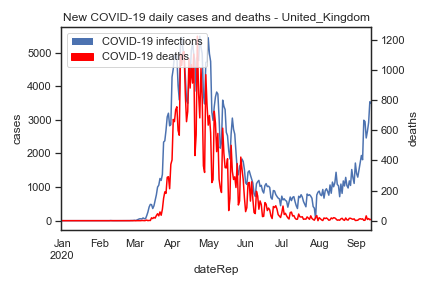 New COVID-19 daily cases and deaths - United_Kingdom
COVID-19 infections
COVID-19 deaths
cases
5000
4000
3000
2000
1000
0
deaths
1200
1000
800
600
400
200
0
Jan Feb Mar Apr May Jun Jul Aug Sep
2020
dateRep